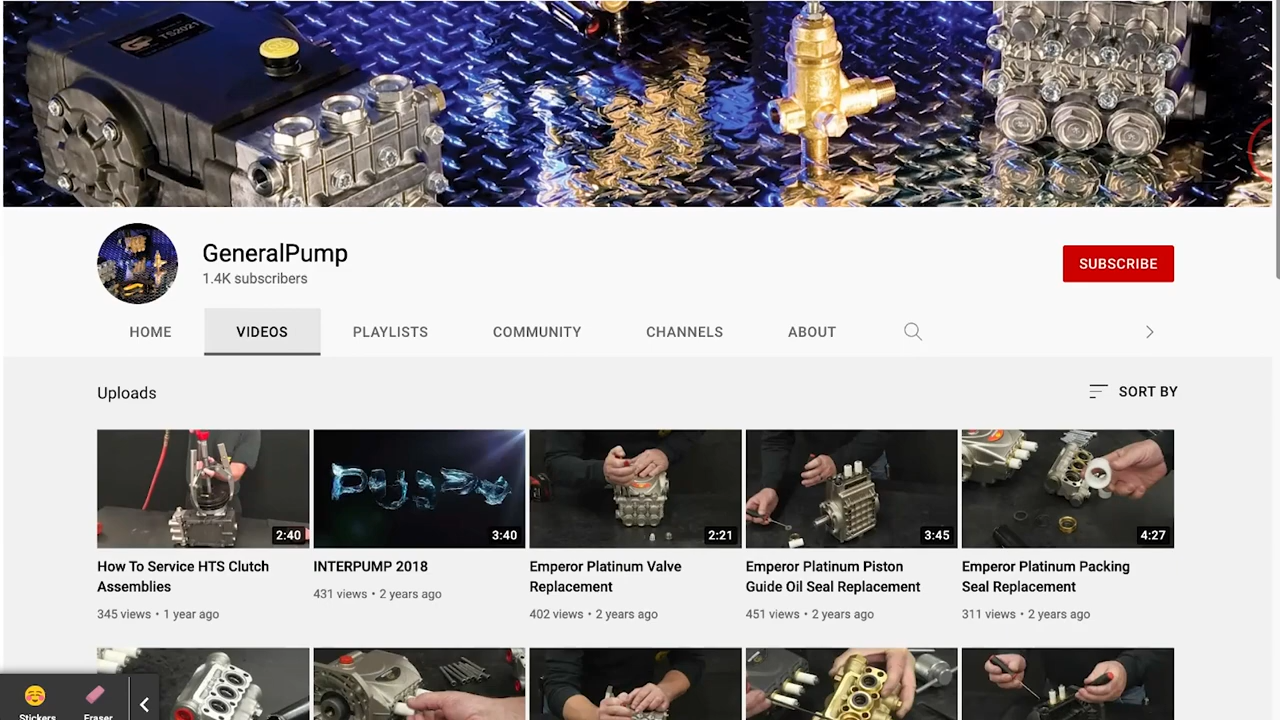 TS2021
GeneralPump
1.4K subscribers
SUBSCRIBE
HOME
VIDEOS
PLAYLISTS
COMMUNITY
CHANNELS
ABOUT
Uploads
SORT BY
2:40
3:40
2:21
3:45
4:27
How To Service HTS Clutch
Assemblies
345 views • 1 year ago
INTERPUMP 2018
431 views • 2 years ago
Emperor Platinum Valve
Replacement
402 views • 2 years ago
Emperor Platinum Piston
Guide Oil Seal Replacement
451 views • 2 years ago
Emperor Platinum Packing
Seal Replacement
311 views • 2 years ago
Stickers
Eraser